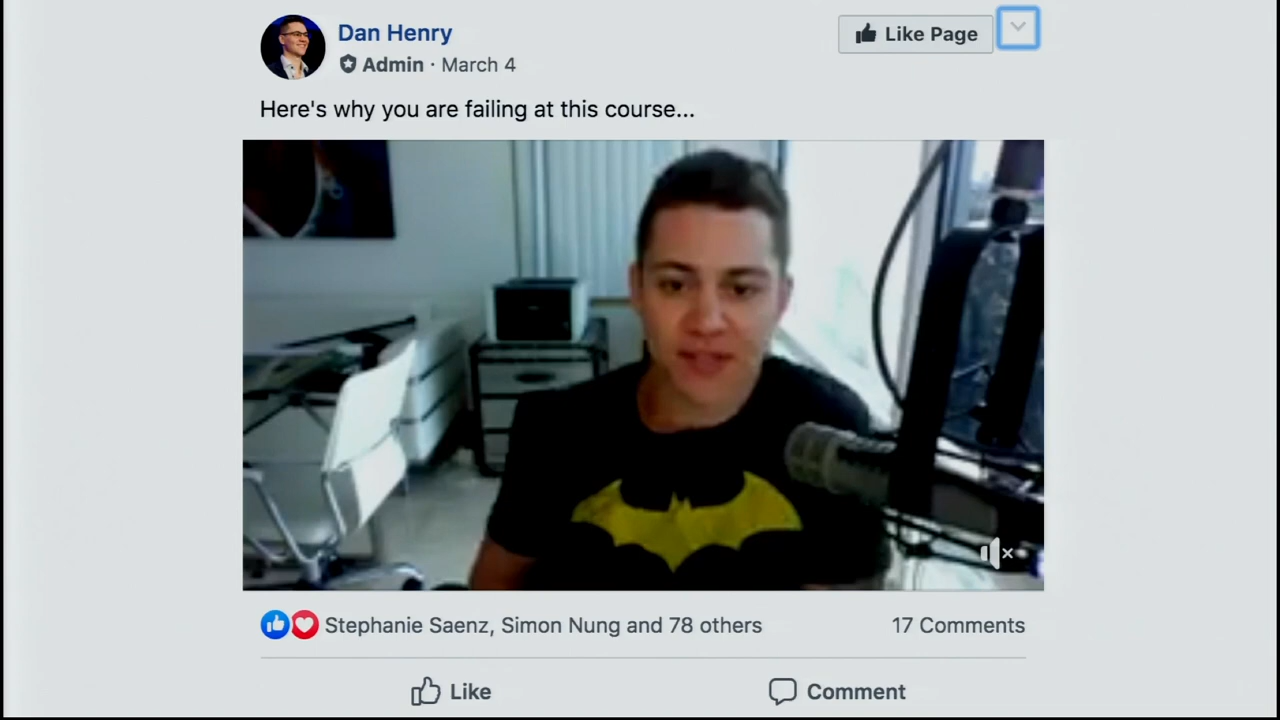 Dan Henry
Like Page
Admin · March 4
Here's why you are failing at this course...
Stephanie Saenz, Simon Nung and 78 others
17 Comments
Like
Comment